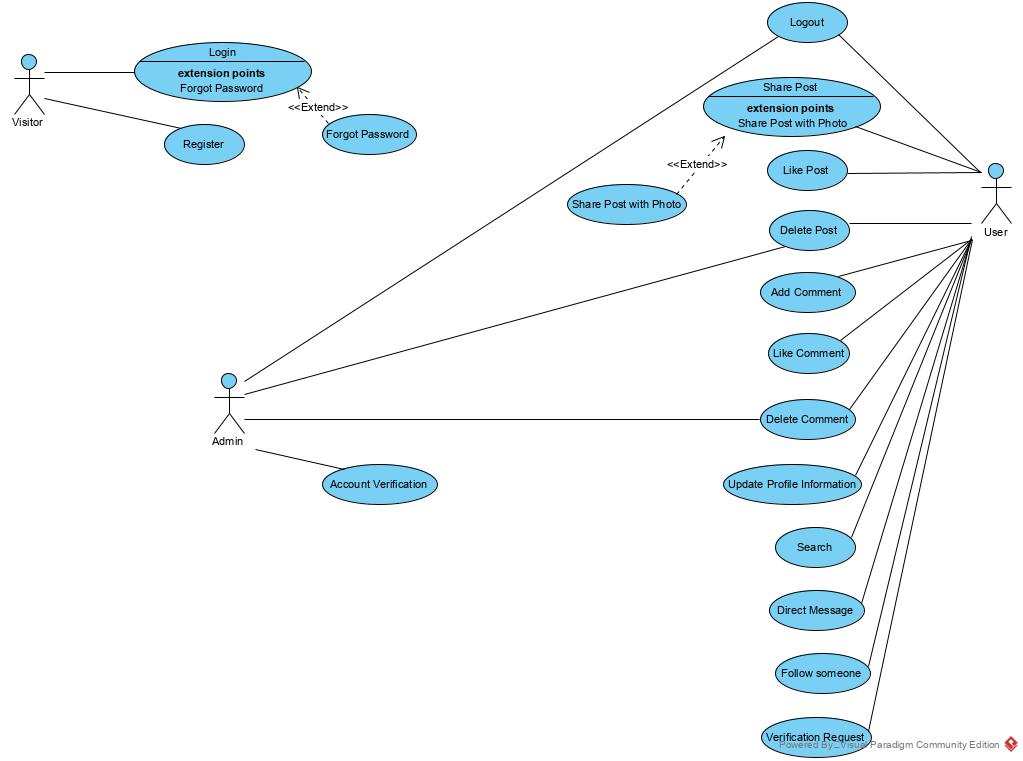 Logout
Login
extension points
Forgot Password
<<Extend>>
Forgot Password
Visitor
Register
Share Post
extension points
Share Post with Photo
<<Extend>>
Share Post with Photo
Like Post
User
Delete Post
Add Comment
Like Comment
Admin
Delete Comment
Account Verification
Update Profile Information
Search
Direct Message
Follow someone
Verification Request
Powered By Visual Paradigm Community Edition